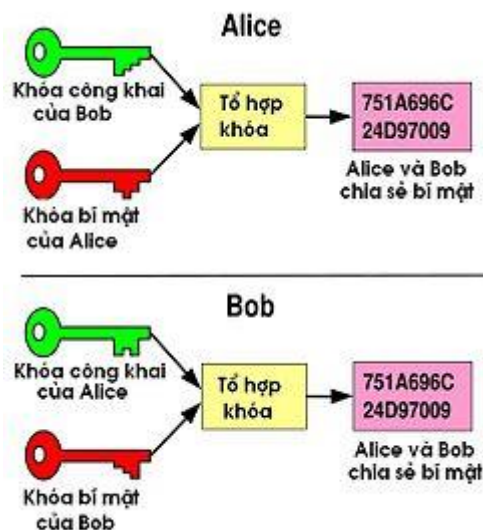 Alice
Khóa công khai
của Bob
Tổ hợp
khóa
751A696C
24D97009
Alice và Bob
chia sẻ bí mật
Khóa bí mật
của Alice
Bob
Khóa công khai
của Alice
Tổ hợp
khóa
751A696C
24D97009
Alice và Bob
chia sẻ bí mật
Khóa bí mật
của Bob